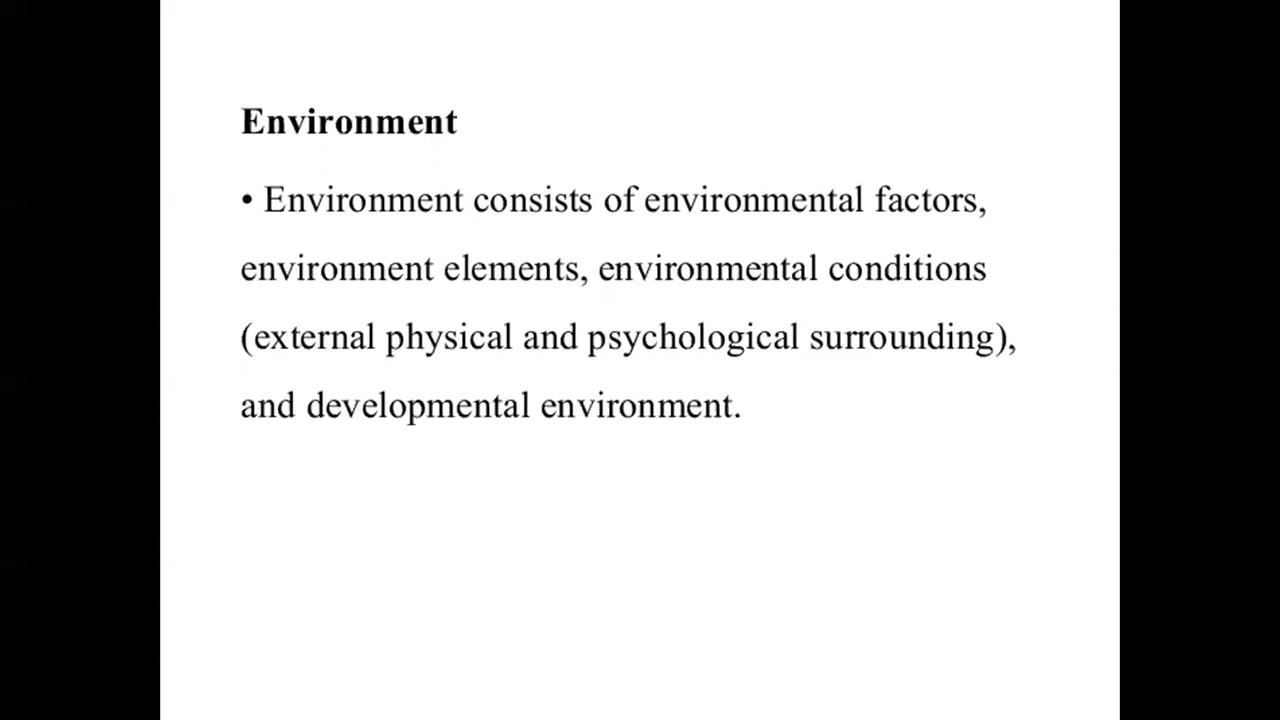 Environment
• Environment consists of environmental factors,
environment elements, environmental conditions
(external physical and psychological surrounding),
and developmental environment.